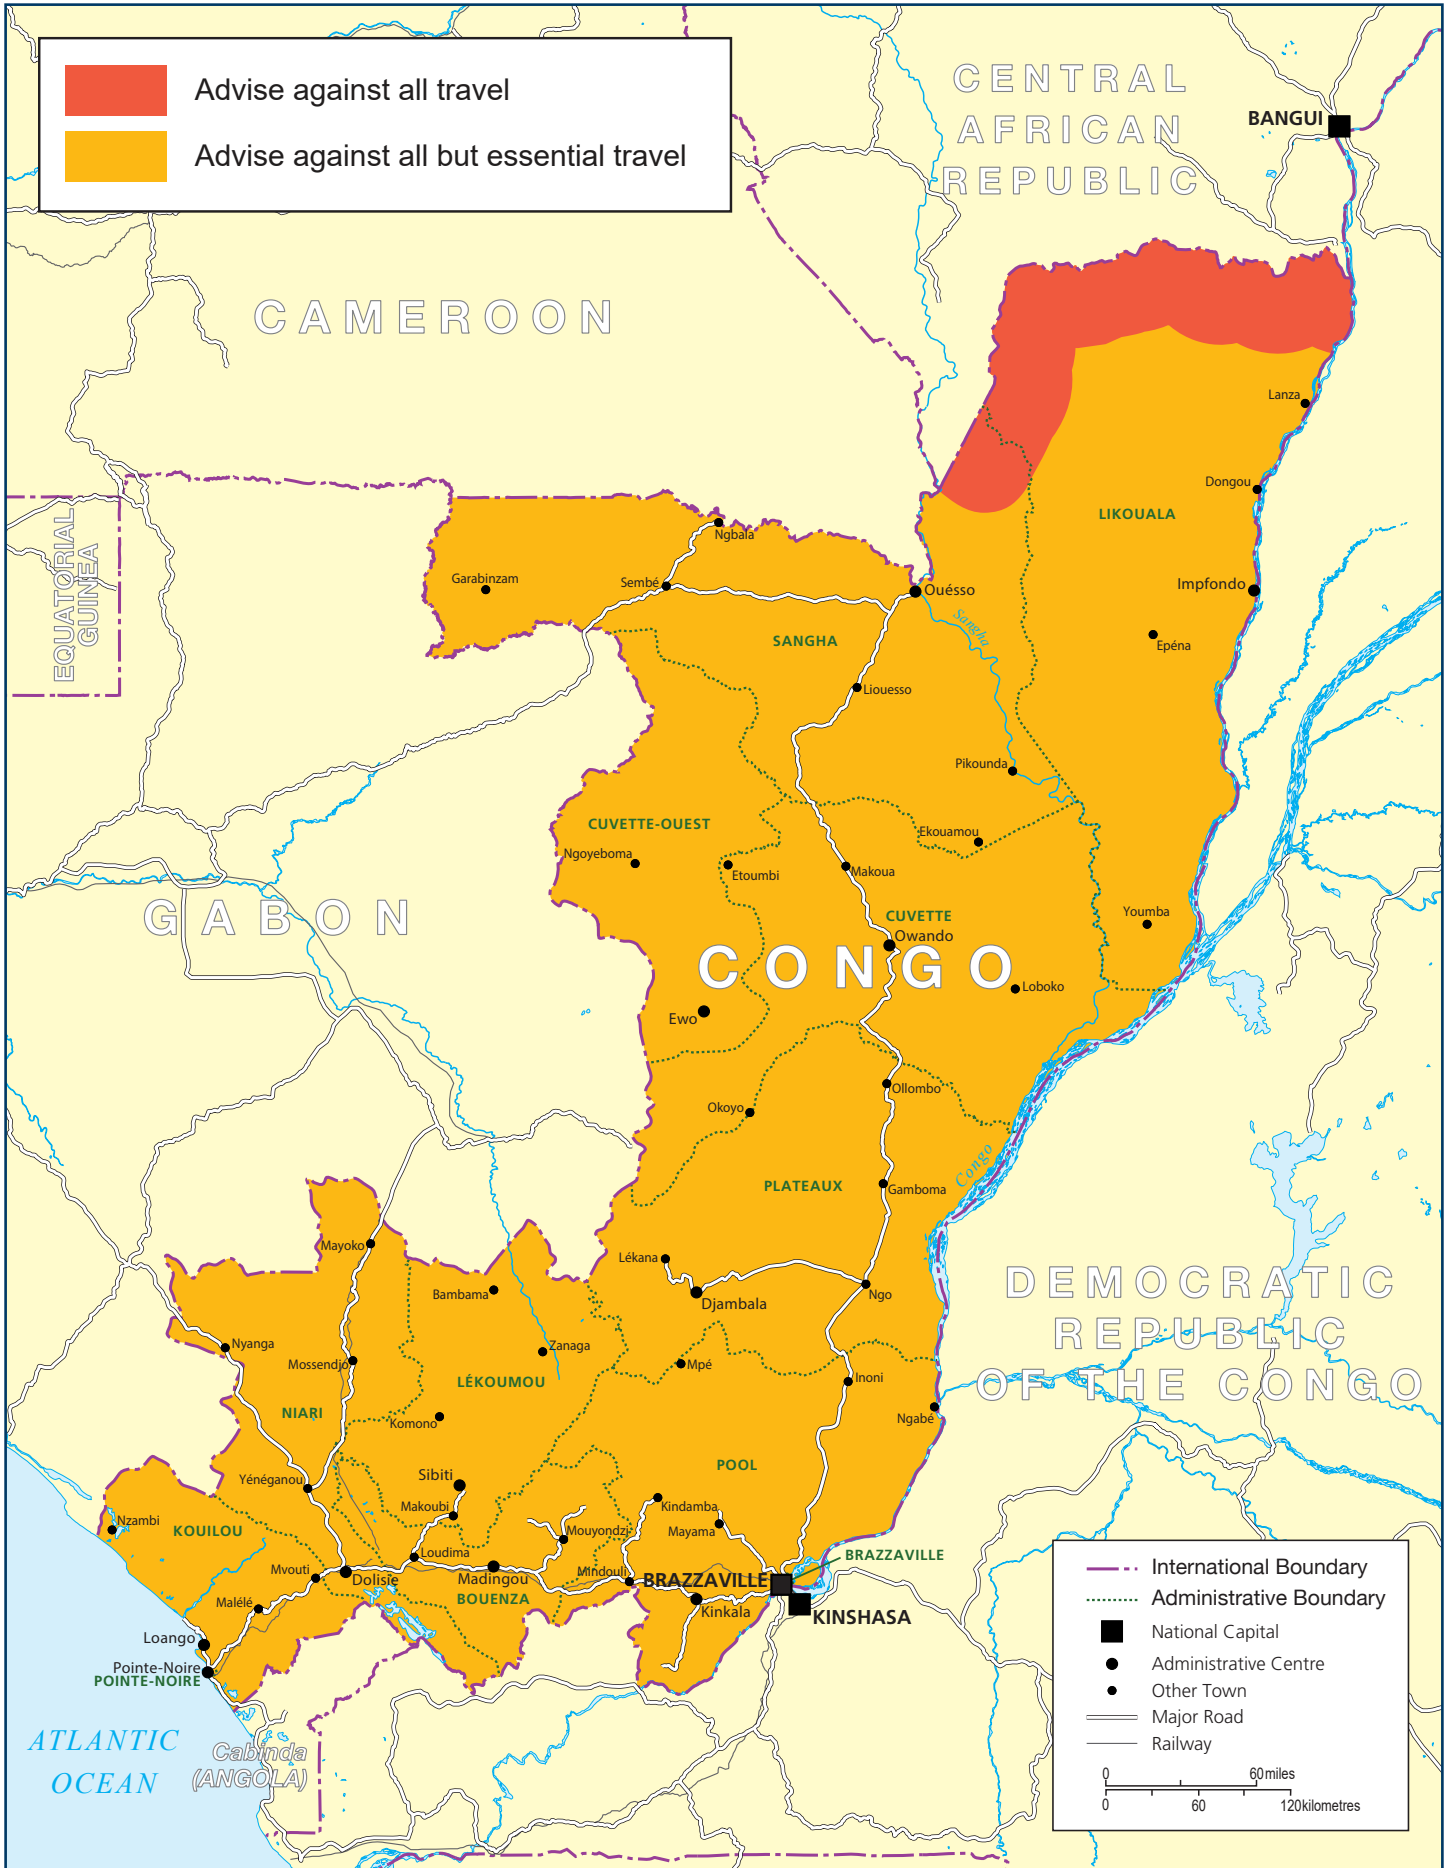 Advise against all travel
Advise against all but essential travel
CENTRAL
AFRICAN
REPUBLIC
BANGUI
CAMEROON
EQUATORIAL
GUINEA
Lanza
Dongou
LIKOUALA
Ngbala
Garabinzam
Sembé
Ouésso
Impfondo
Sangha
SANGHA
Epéna
Liouesso
Pikounda
CUVETTE-OUEST
Ekouamou
Ngoyeboma
Etoumbi
Makoua
GABON
CUVETTE
Youmba
Owando
CONGO
Loboko
Ewo
Ollombo
Okoyo
Congo
PLATEAUX
Gamboma
Mayoko
Lékana
DEMOCRATIC
REPUBLIC
OF THE CONGO
Bambama
Djambala
Ngo
Nyanga
Zanaga
Mossendjo
Mpé
LÉKOUMOU
Inoni
NIARI
Komono
Ngabé
POOL
Sibiti
Yénéganou
Makoubi
Kindamba
Nzambi
KOUILOU
Mouyondzi
Mayama
Loudima
BRAZZAVILLE
Mvouti
Dolisie
Madingou
Mindouli
BRAZZAVILLE
BOUENZA
Malélé
Kinkala
KINSHASA
Loango
Pointe-Noire
POINTE-NOIRE
ATLANTIC
OCEAN
Cabinda
(ANGOLA)
International Boundary
Administrative Boundary
National Capital
Administrative Centre
Other Town
Major Road
Railway
0 60 miles
0 60 120 kilometres